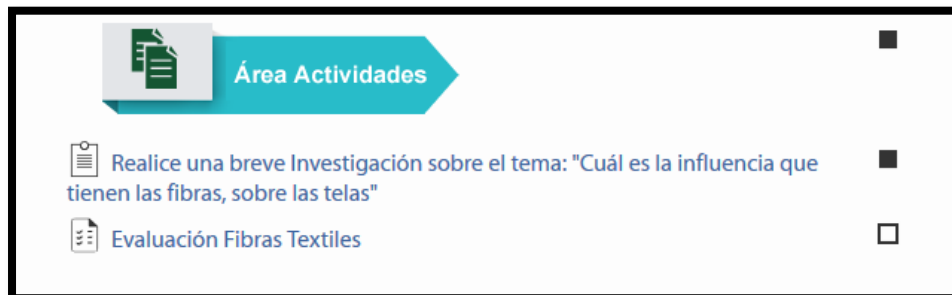 Área Actividades
Realice una breve Investigación sobre el tema: "Cuál es la influencia que
tienen las fibras, sobre las telas"
Evaluación Fibras Textiles